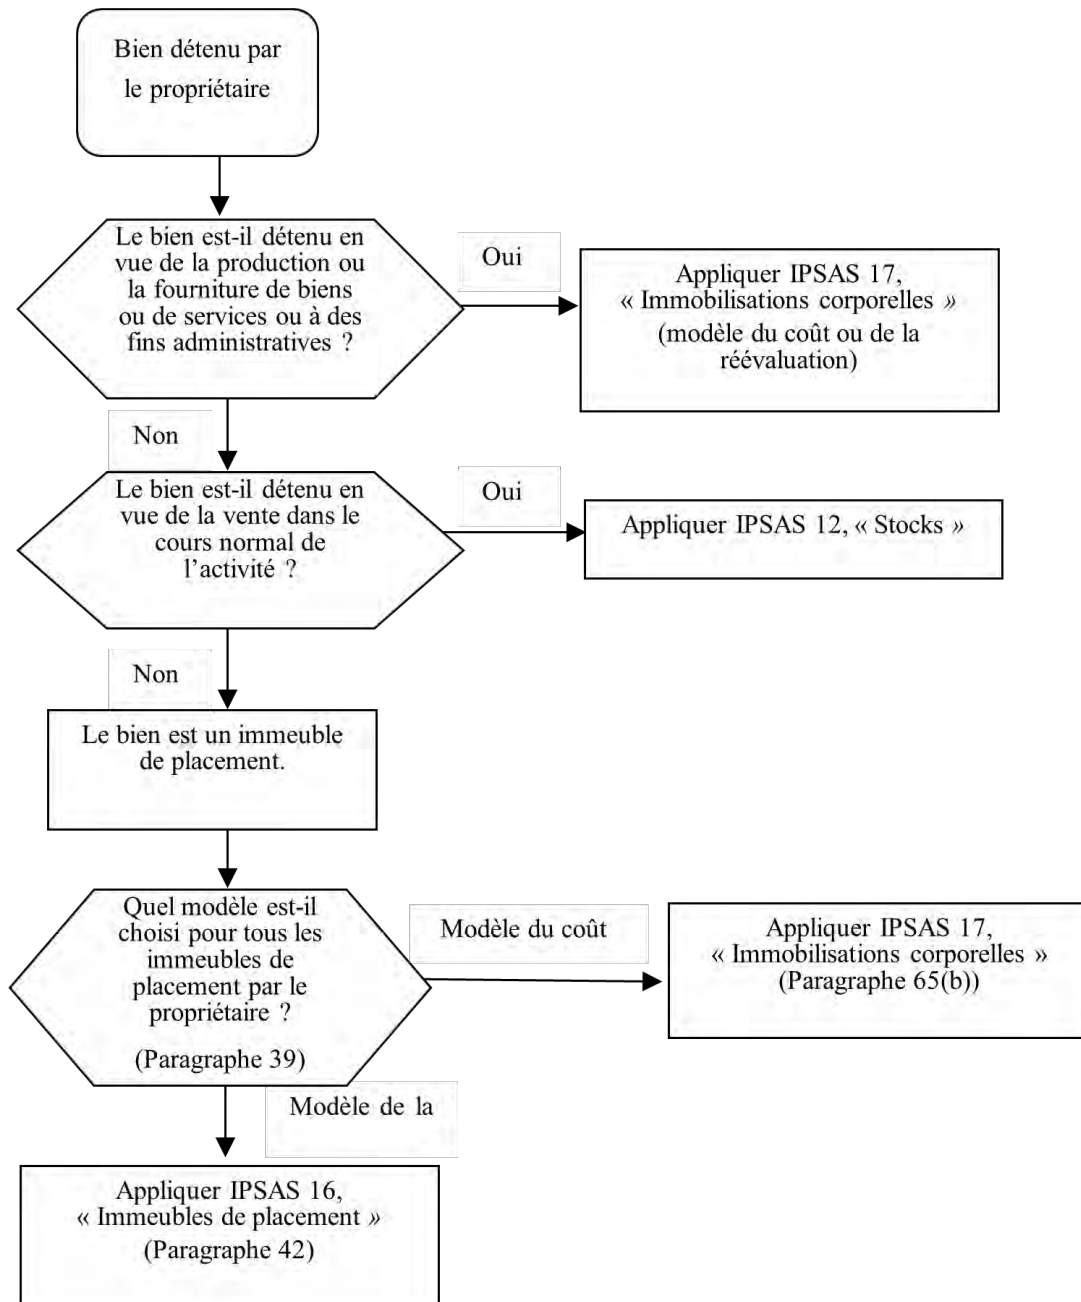 Bien détenu par
le propriétaire
Le bien est-il détenu en
vue de la production ou
la fourniture de biens
ou de services ou à des
fins administratives ?
Oui
Appliquer IPSAS 17,
« Immobilisations corporelles »
(modèle du coût ou de la
réévaluation)
Non
Le bien est-il détenu en
vue de la vente dans le
cours normal de
l’activité ?
Oui
Appliquer IPSAS 12, « Stocks »
Non
Le bien est un immeuble
de placement.
Quel modèle est-il
choisi pour tous les
immeubles de
placement par le
propriétaire ?
(Paragraphe 39)
Modèle du coût
Appliquer IPSAS 17,
« Immobilisations corporelles »
(Paragraphe 65(b))
Modèle de la
Appliquer IPSAS 16,
« Immeubles de placement »
(Paragraphe 42)